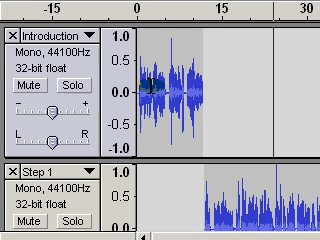 -15 0 15 30
Introduction
Mono, 44100Hz
32-bit float
Mute Solo
- +
L R
1.0
0.5
0.0
-0.5
-1.0
Step 1
Mono, 44100Hz
32-bit float
Mute Solo
1.0
0.5
0.0